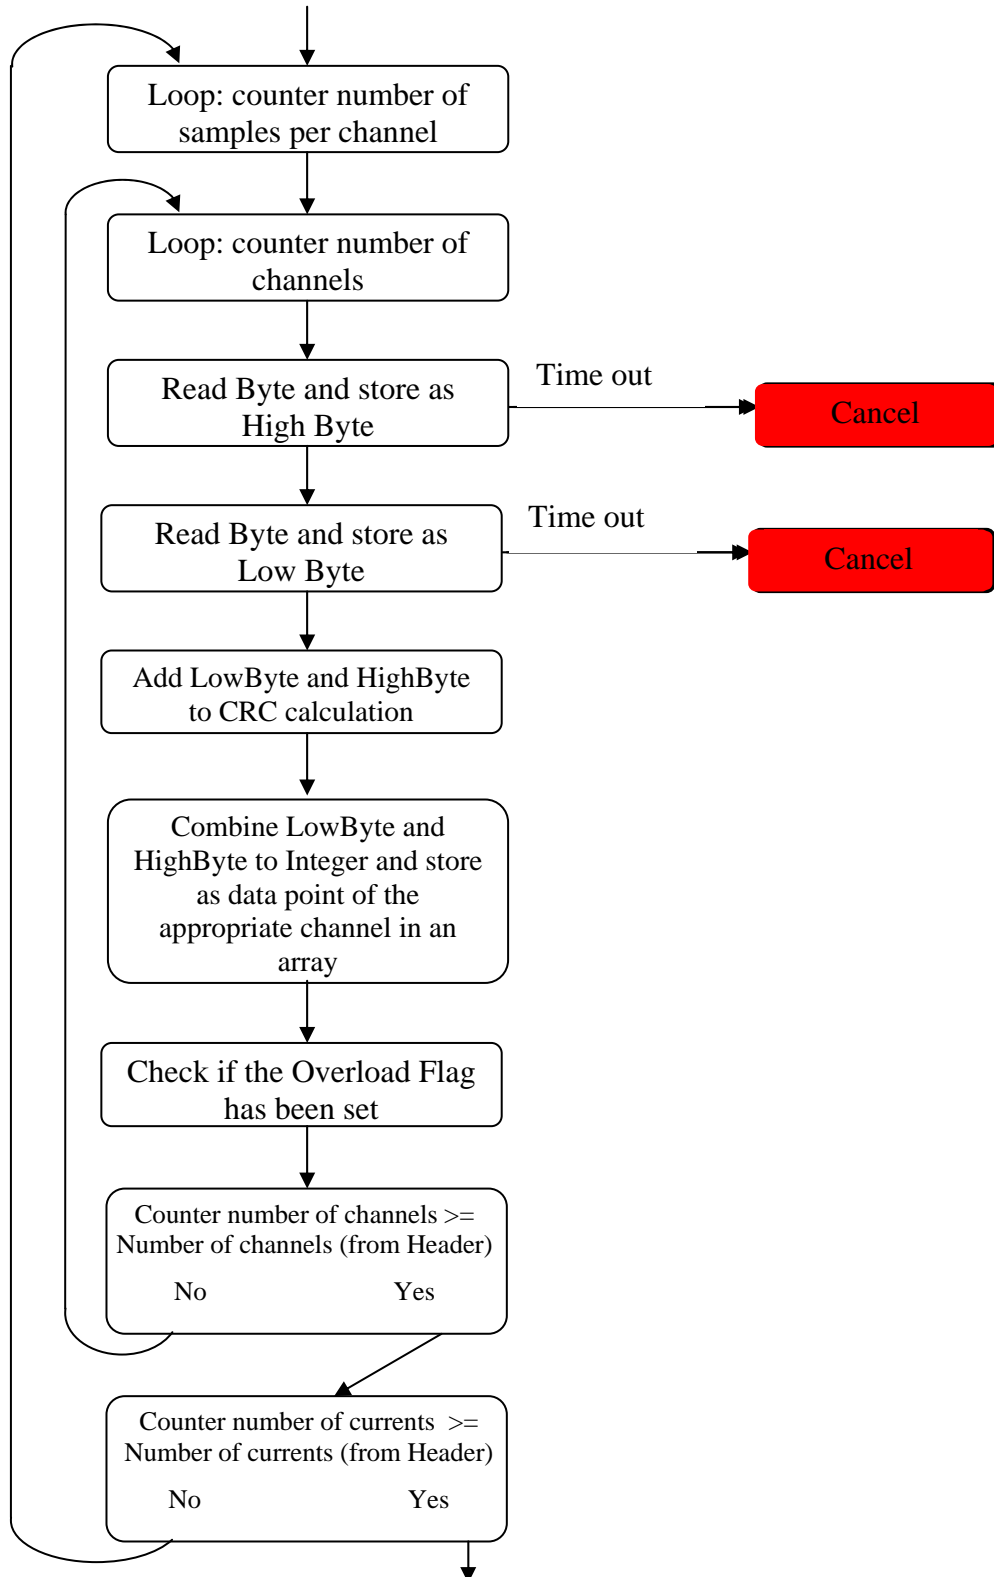 Loop: counter number of
samples per channel
Loop: counter number of
channels
Read Byte and store as
High Byte
Time out
Cancel
Read Byte and store as
Low Byte
Time out
Cancel
Add LowByte and HighByte
to CRC calculation
Combine LowByte and
HighByte to Integer and store
as data point of the
appropriate channel in an
array
Check if the Overload Flag
has been set
Counter number of channels >=
Number of channels (from Header)
No Yes
Counter number of currents >=
Number of currents (from Header)
No Yes